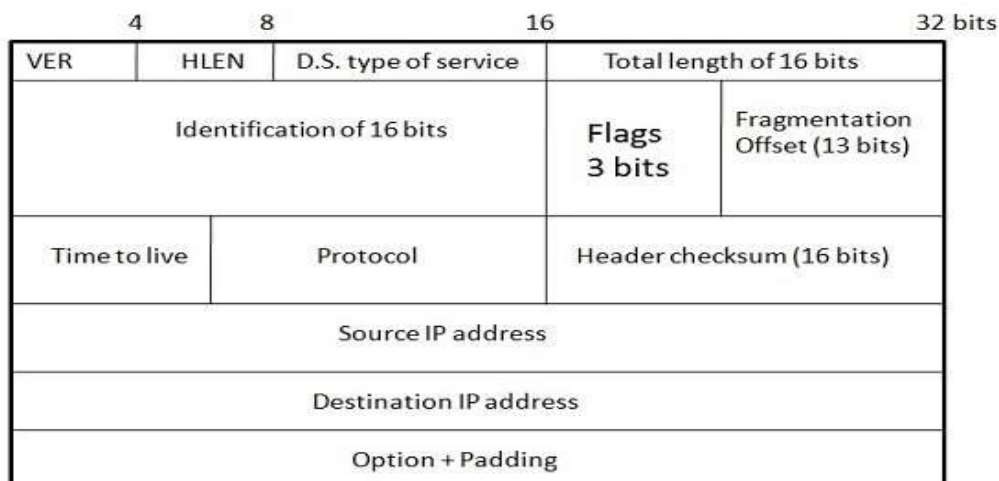 4 8 16 32 bits
VER HLEN D.S. type of service Total length of 16 bits
Identification of 16 bits
Flags
3 bits
Fragmentation
Offset (13 bits)
Time to live Protocol Header checksum (16 bits)
Source IP address
Destination IP address
Option + Padding